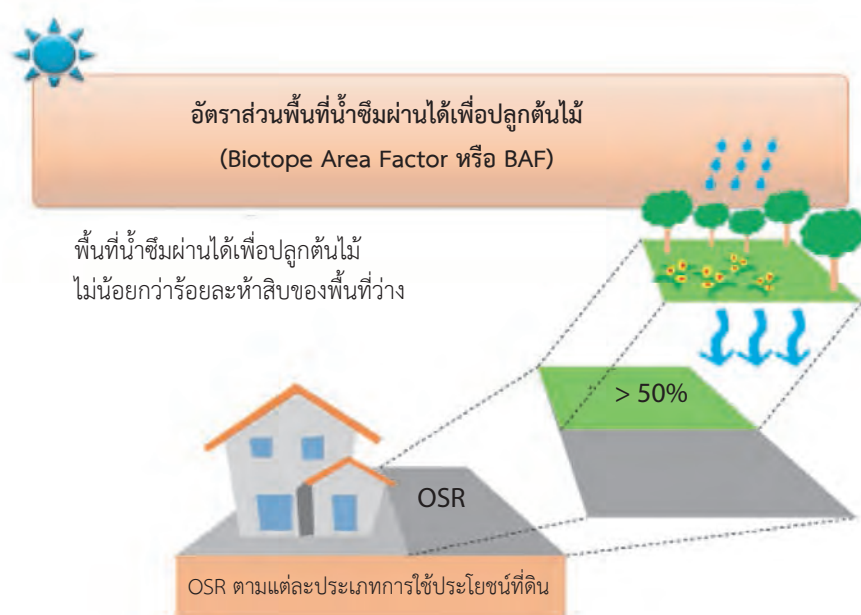 อัตราส่วนพื้นที่น้ำซึมผ่านได้เพื่อปลูกต้นไม้
(Biotope Area Factor หรือ BAF)
พื้นที่น้ำซึมผ่านได้เพื่อปลูกต้นไม้
ไม่น้อยกว่าร้อยละห้าสิบของพื้นที่ว่าง
> 50%
OSR
OSR ตามแต่ละประเภทการใช้ประโยชน์ที่ดิน